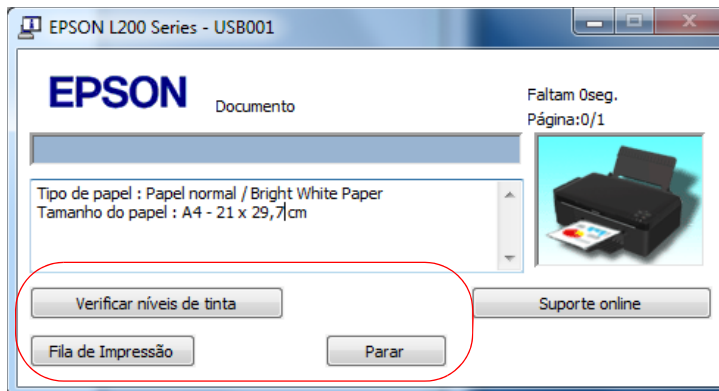 EPSON L200 Series - USB001
EPSON
Documento
Faltam 0seg.
Página:0/1
Tipo de papel : Papel normal / Bright White Paper
Tamanho do papel : A4 - 21 x 29,7 cm
Verificar níveis de tinta
Suporte online
Fila de Impressão
Parar